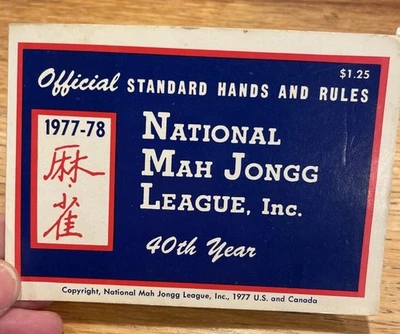 Official STANDARD HANDS AND RULES
$1.25
1977-78
麻
雀
NATIONAL
MAH JONGG
LEAGUE, Inc.
40th Year
Copyright, National Mah Jongg League, Inc., 1977 U.S. and Canada